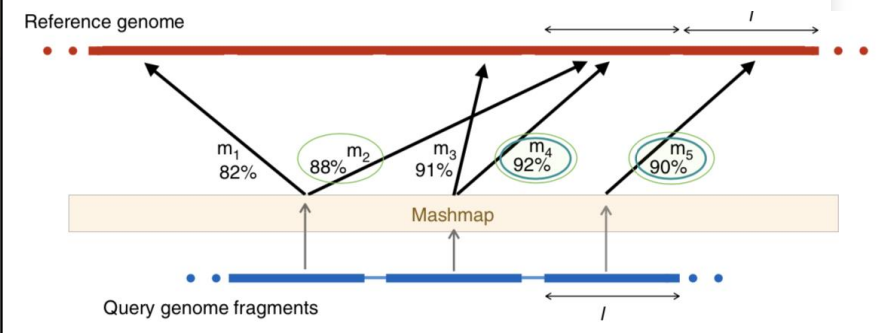 Reference genome
l
m₁
82%
m₂
88%
m₃
91%
m₄
92%
m₅
90%
Mashmap
Query genome fragments
l